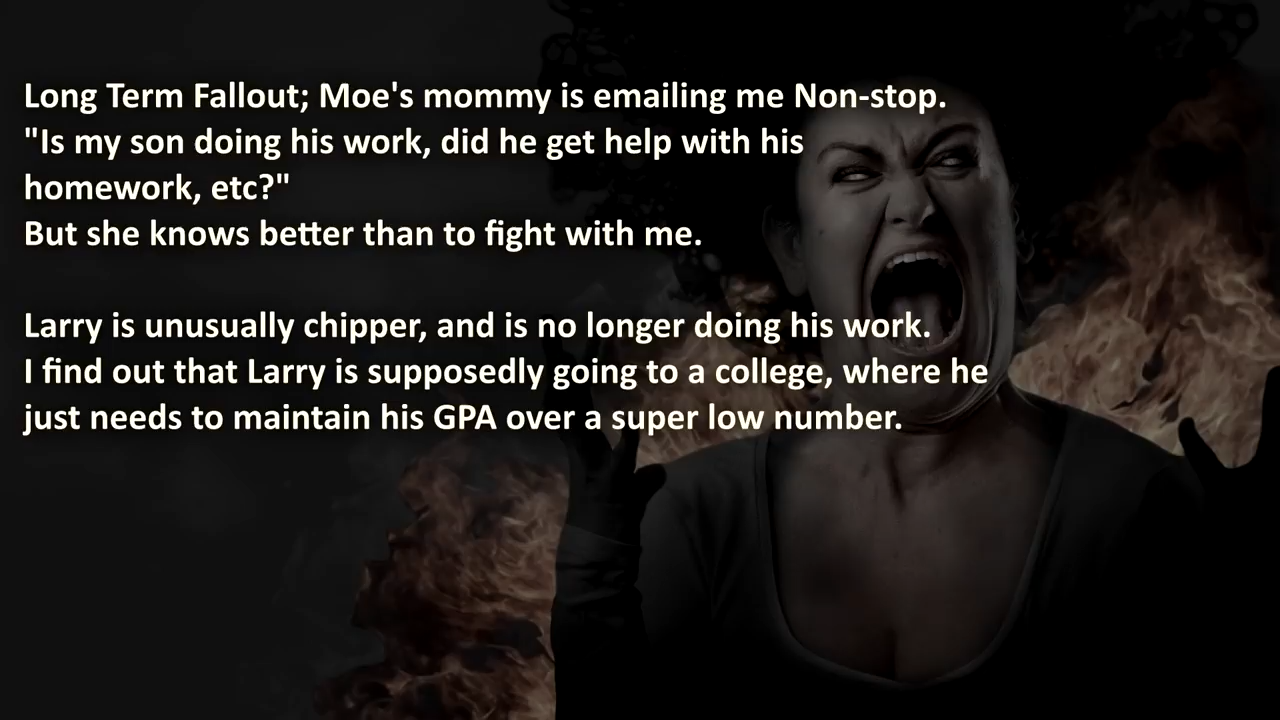 Long Term Fallout; Moe's mommy is emailing me Non-stop.
"Is my son doing his work, did he get help with his
homework, etc?"
But she knows better than to fight with me.
Larry is unusually chipper, and is no longer doing his work.
I find out that Larry is supposedly going to a college, where he
just needs to maintain his GPA over a super low number.